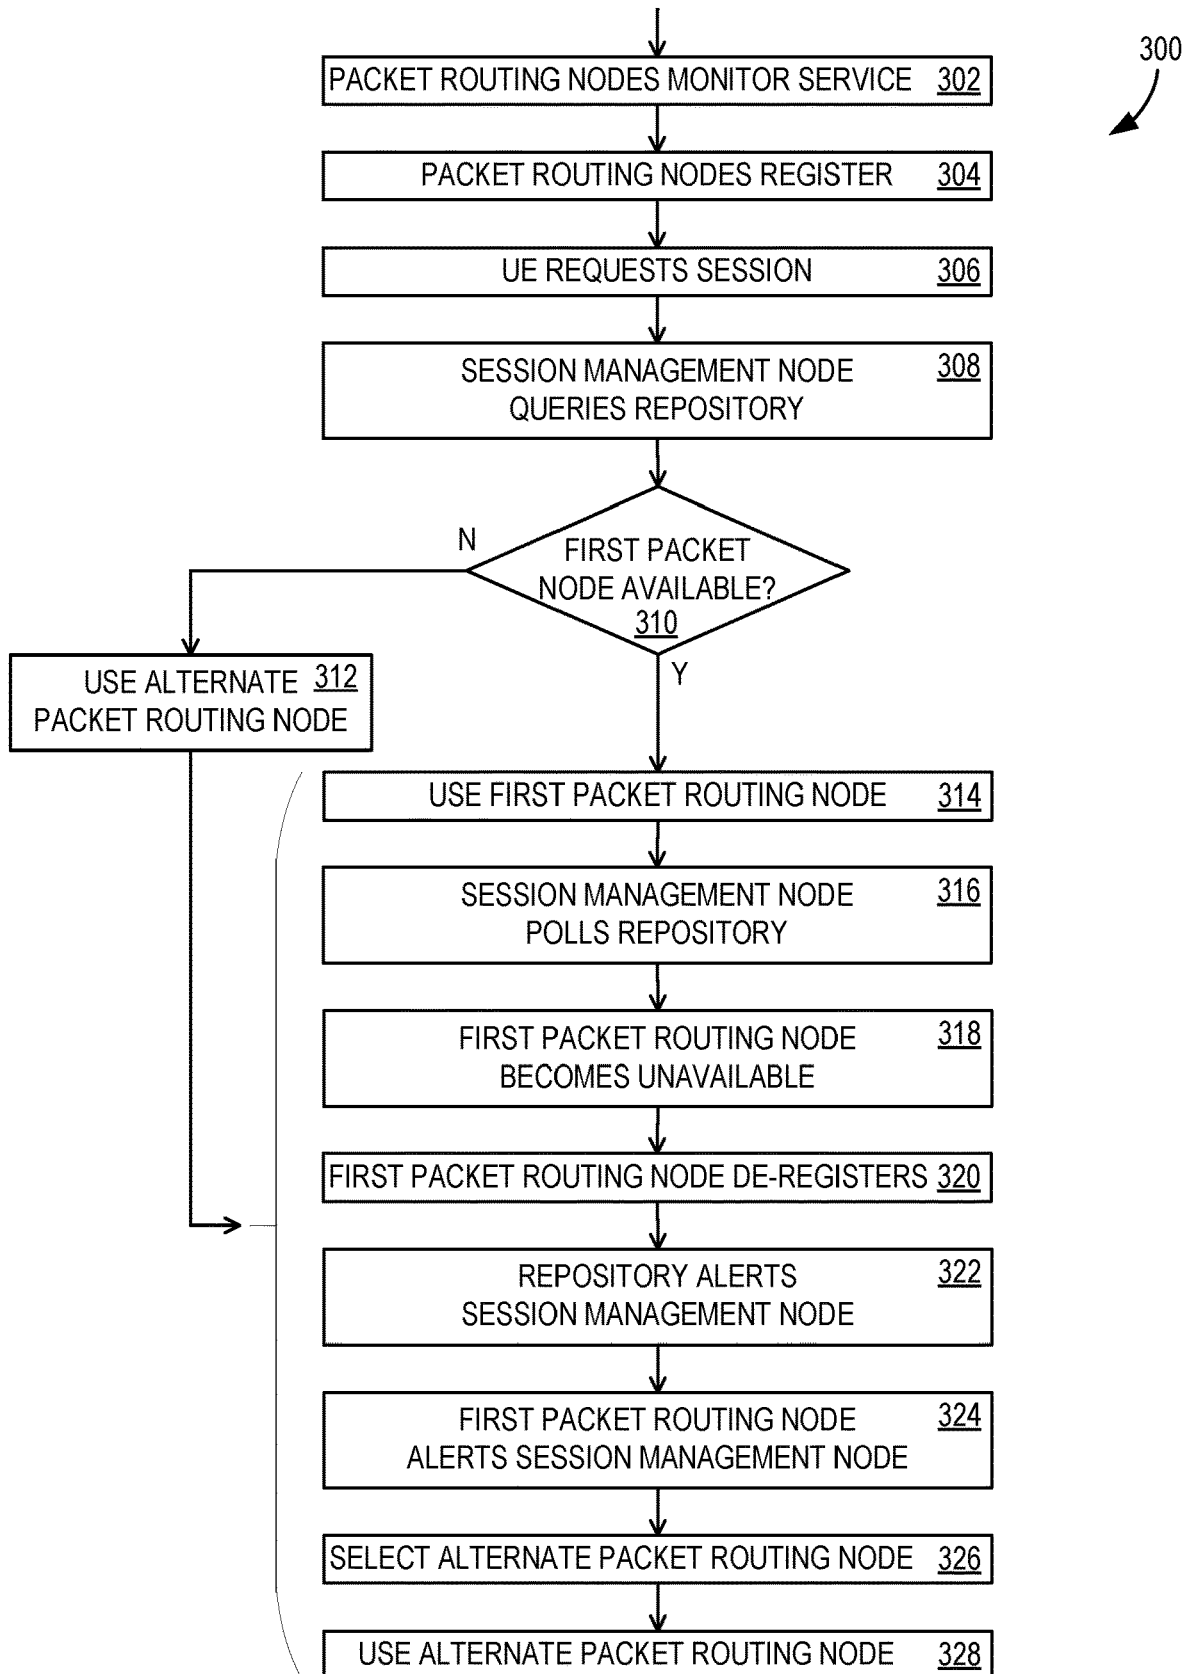 300
PACKET ROUTING NODES MONITOR SERVICE 302
PACKET ROUTING NODES REGISTER 304
UE REQUESTS SESSION 306
SESSION MANAGEMENT NODE 308
QUERIES REPOSITORY
FIRST PACKET
NODE AVAILABLE?
310
N
Y
USE ALTERNATE 312
PACKET ROUTING NODE
USE FIRST PACKET ROUTING NODE 314
SESSION MANAGEMENT NODE 316
POLLS REPOSITORY
FIRST PACKET ROUTING NODE 318
BECOMES UNAVAILABLE
FIRST PACKET ROUTING NODE DE-REGISTERS 320
REPOSITORY ALERTS 322
SESSION MANAGEMENT NODE
FIRST PACKET ROUTING NODE 324
ALERTS SESSION MANAGEMENT NODE
SELECT ALTERNATE PACKET ROUTING NODE 326
USE ALTERNATE PACKET ROUTING NODE 328